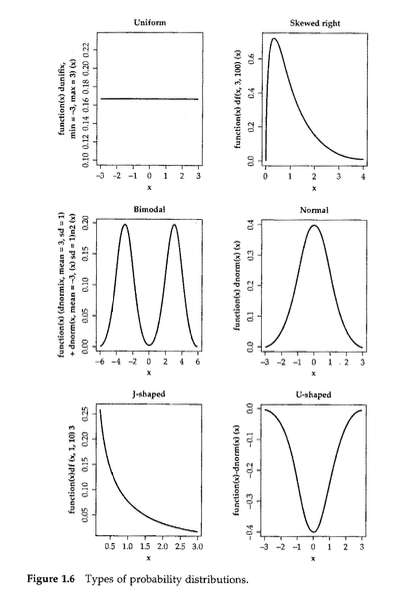 Uniform
function(x) dunifix,
min = −3, max = 3) (x)
0.10 0.12 0.14 0.16 0.18 0.20 0.22
−3 −2 −1 0 1 2 3
x
Skewed right
function(x) df(x, 3, 100) (x)
0.0 0.2 0.4 0.6
0 1 2 3 4
x
Bimodal
function(x) (dnormix, mean = 3, sd = 1)
+ dnorm(x, mean = −3, (x) sd = 1)n2 (x)
0.00 0.05 0.10 0.15 0.20
−6 −4 −2 0 2 4 6
x
Normal
function(x) dnorm(x) (x)
0.0 0.1 0.2 0.3 0.4
−3 −2 −1 0 1 2 3
x
J-shaped
function(x)df (x, 1, 10) 3
0.05 0.10 0.15 0.20 0.25
0.5 1.0 1.5 2.0 2.5 3.0
x
U-shaped
function(x)-dnorm(x) (x)
−0.4 −0.3 −0.2 −0.1 0.0
−3 −2 −1 0 1 2 3
x
Figure 1.6 Types of probability distributions.